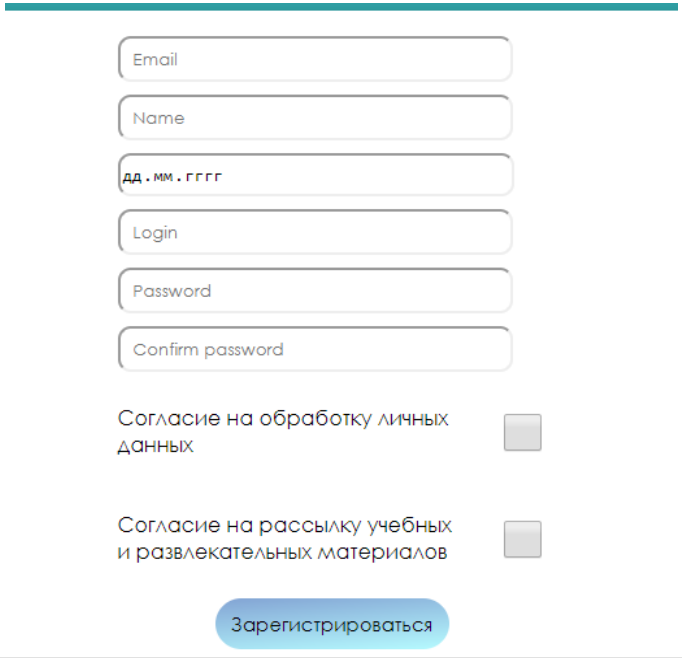 Email
Name
дд.мм.гггг
Login
Password
Confirm password
Согласие на обработку личных
данных
Согласие на рассылку учебных
и развлекательных материалов
Зарегистрироваться